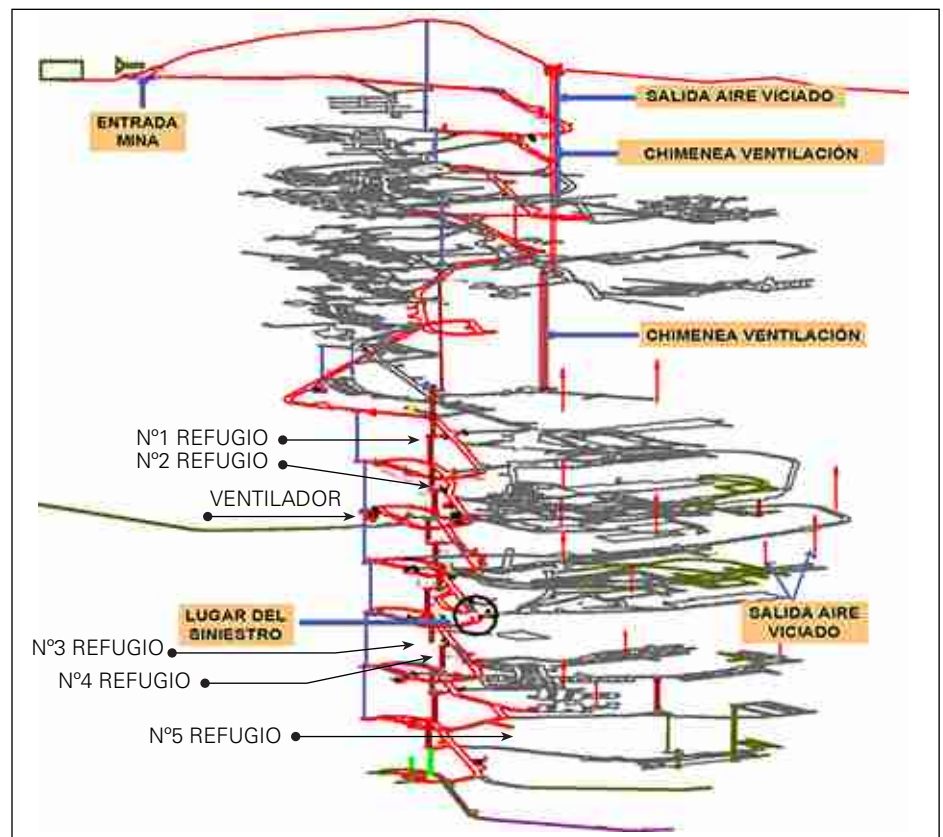 SALIDA AIRE VICIADO
ENTRADA
MINA
CHIMENEA VENTILACIÓN
CHIMENEA VENTILACIÓN
Nº1 REFUGIO
Nº2 REFUGIO
VENTILADOR
LUGAR DEL
SINIESTRO
SALIDA AIRE
VICIADO
Nº3 REFUGIO
Nº4 REFUGIO
Nº5 REFUGIO